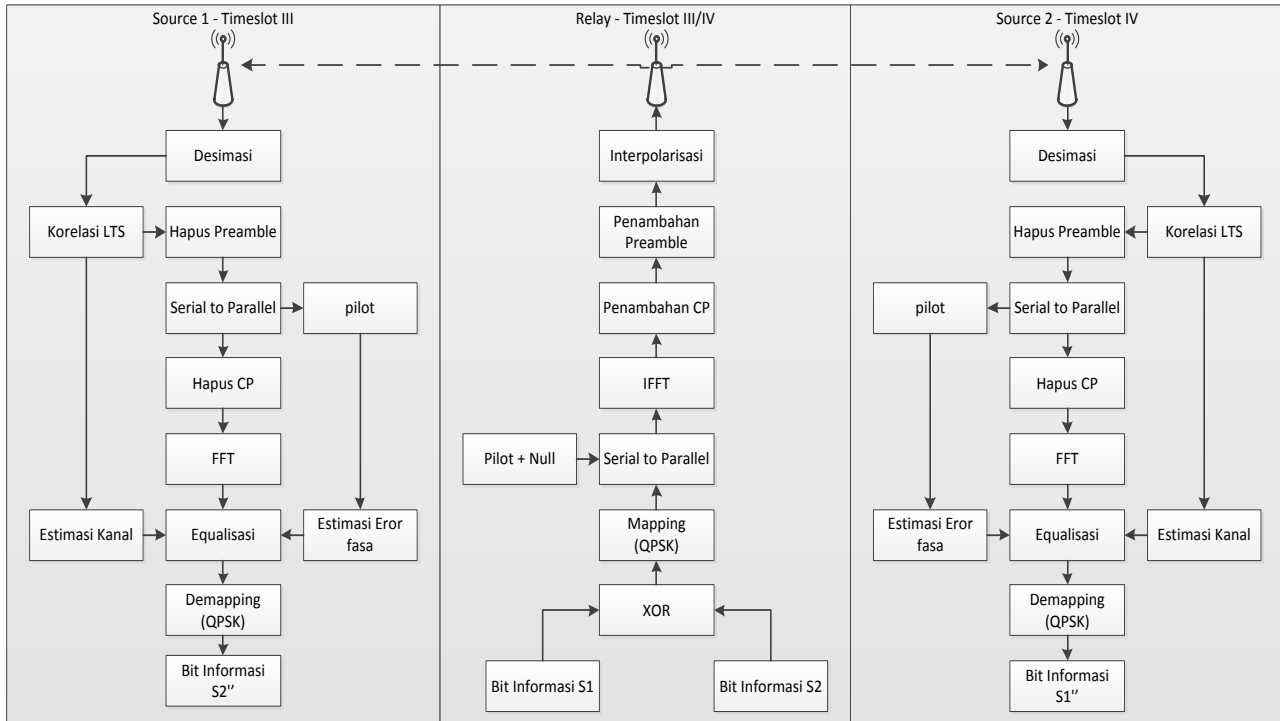 Source 1 - Timeslot III
Desimasi
Korelasi LTS
Hapus Preamble
Serial to Parallel
pilot
Hapus CP
FFT
Estimasi Kanal
Equalisasi
Estimasi Eror
fasa
Demapping
(QPSK)
Bit Informasi
S2’’
Relay - Timeslot III/IV
Interpolarisasi
Penambahan
Preamble
Penambahan CP
IFFT
Pilot + Null
Serial to Parallel
Mapping
(QPSK)
XOR
Bit Informasi S1
Bit Informasi S2
Source 2 - Timeslot IV
Desimasi
Hapus Preamble
Korelasi LTS
pilot
Serial to Parallel
Hapus CP
FFT
Estimasi Eror
fasa
Equalisasi
Estimasi Kanal
Demapping
(QPSK)
Bit Informasi
S1’’